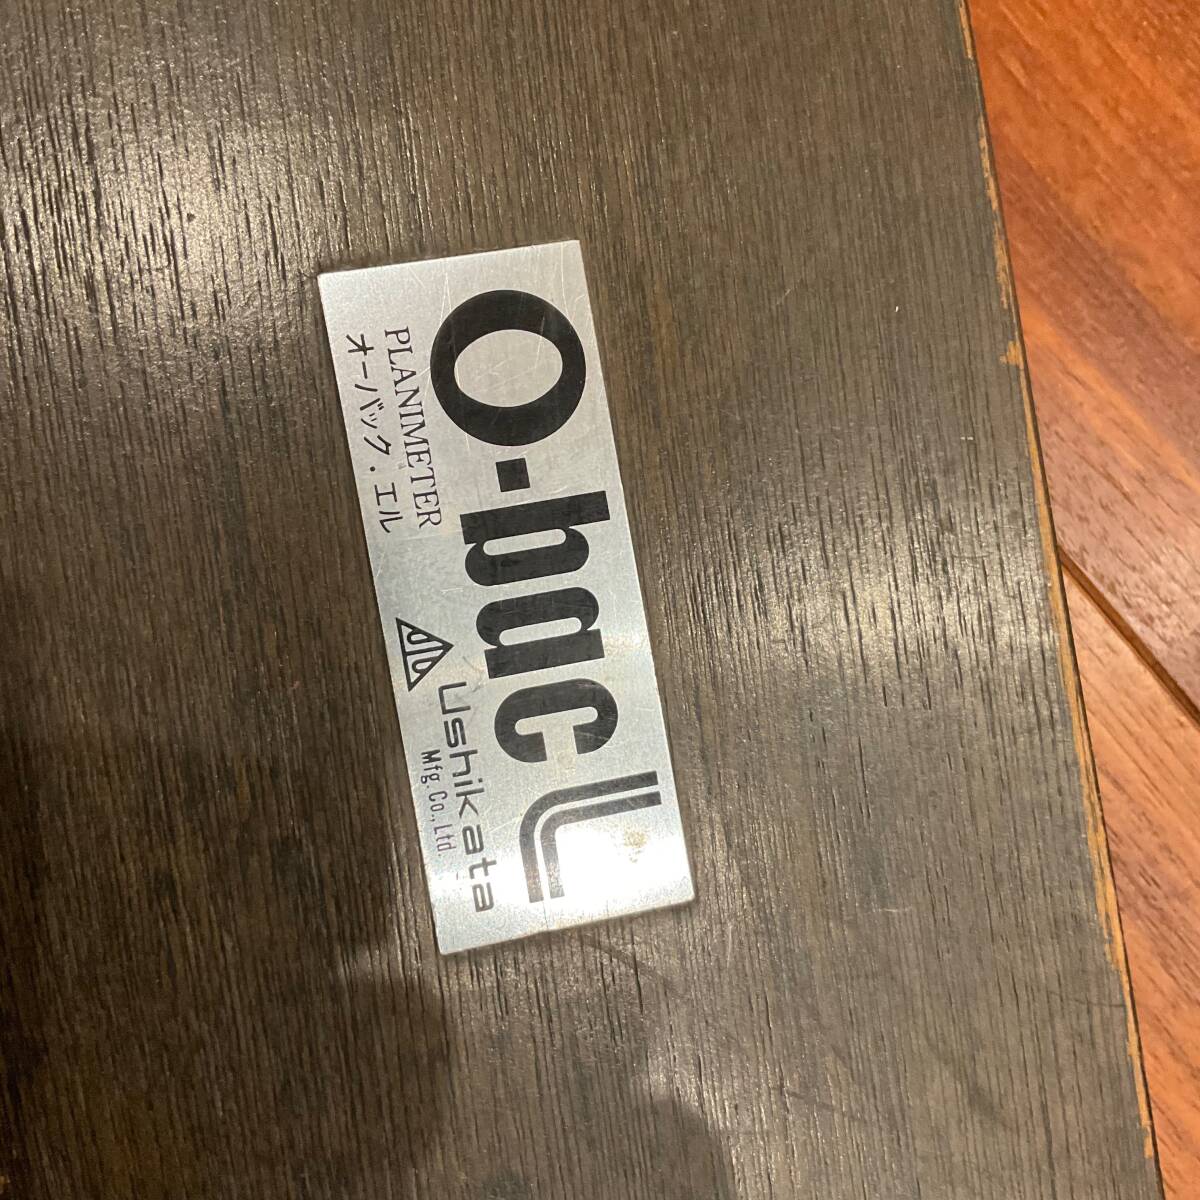 O-bac L
PLANIMETER
オーバック・エル
Ushikata
Mfg. Co., Ltd.